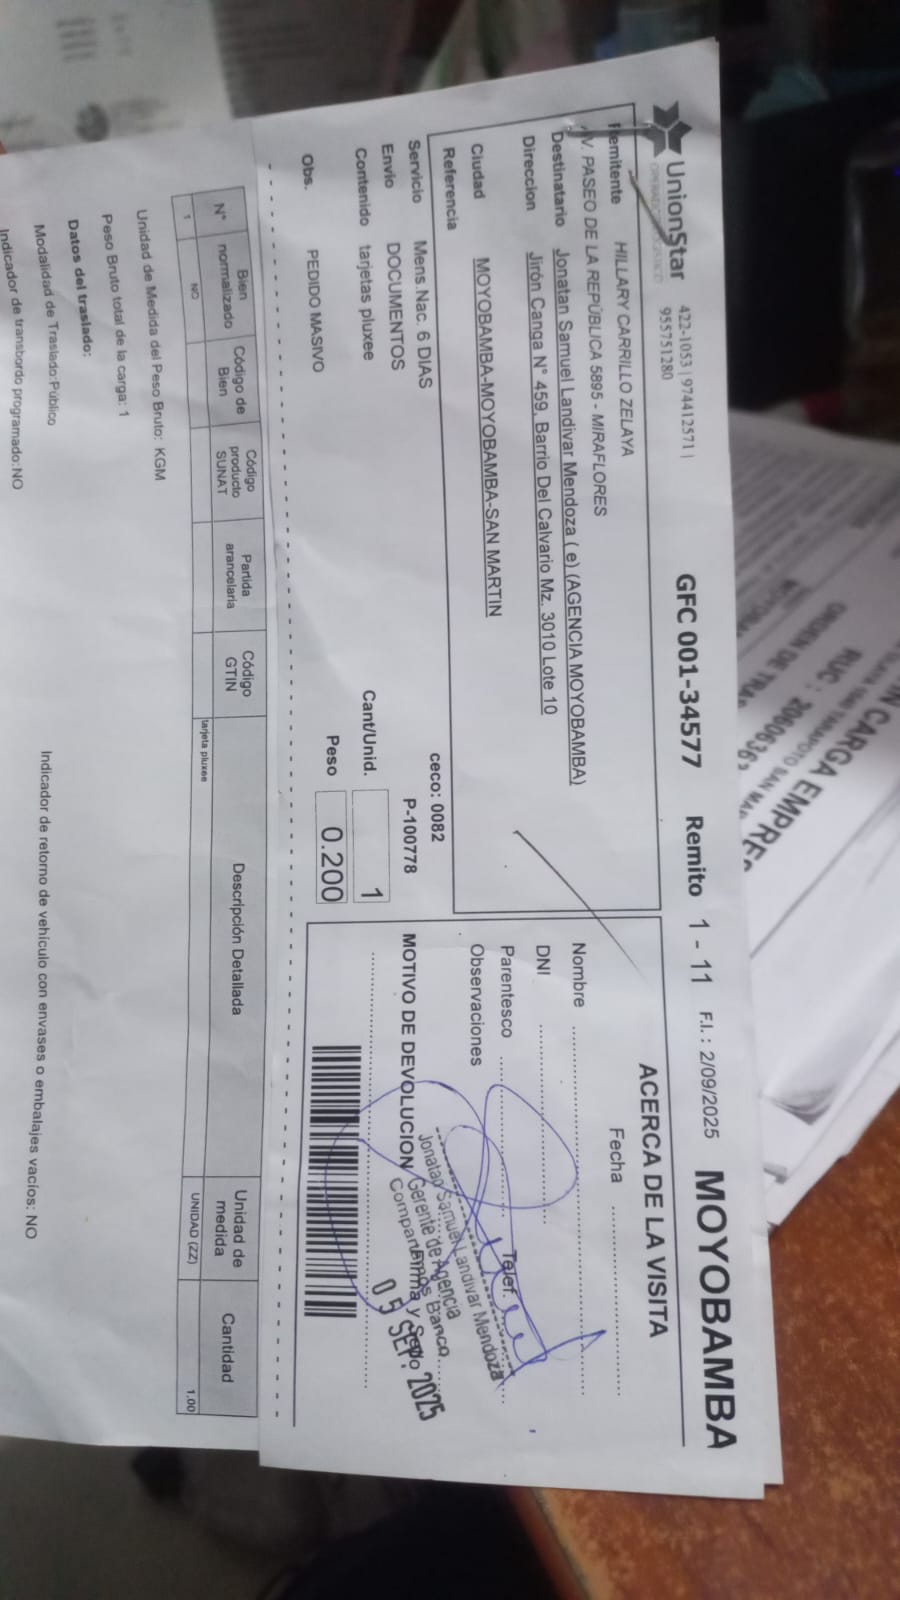 UnionStar
422-1053 | 974412571 |
955751280
GFC 001-34577
Remito 1 - 11
F.I. : 2/09/2025
MOYOBAMBA
Remitente HILLARY CARRILLO ZELAYA
AV. PASEO DE LA REPÚBLICA 5895 - MIRAFLORES
Destinatario Jonatan Samuel Landivar Mendoza ( e) (AGENCIA MOYOBAMBA)
Direccion Jirón Canga N° 459, Barrio Del Calvario Mz. 3010 Lote 10
Ciudad MOYOBAMBA-MOYOBAMBA-SAN MARTIN
Referencia
Servicio Mens.Nac. 6 DIAS
ceco: 0082
Envio DOCUMENTOS
P-100778
Contenido tarjetas pluxee
Cant/Unid. 1
Peso 0.200
Obs. PEDIDO MASIVO
ACERCA DE LA VISITA
Fecha
Nombre
DNI
Telef.
Parentesco
Observaciones
MOTIVO DE DEVOLUCION
Jonatan Samuel Landivar Mendoza
Gerente de Agencia
Compartamos Banco
Firma y Sello
05 SET. 2025
N° Bien normalizado Código de Bien Código producto SUNAT Partida arancelaria Código GTIN Descripción Detallada Unidad de medida Cantidad
1 NO tarjeta pluxee UNIDAD (ZZ) 1.00
Unidad de Medida del Peso Bruto: KGM
Peso Bruto total de la carga: 1
Datos del traslado:
Modalidad de Traslado:Público
Indicador de retorno de vehículo con envases o embalajes vacíos: NO
Indicador de transbordo programado:NO
CARGA EMPRES
ORDEN DE TRA